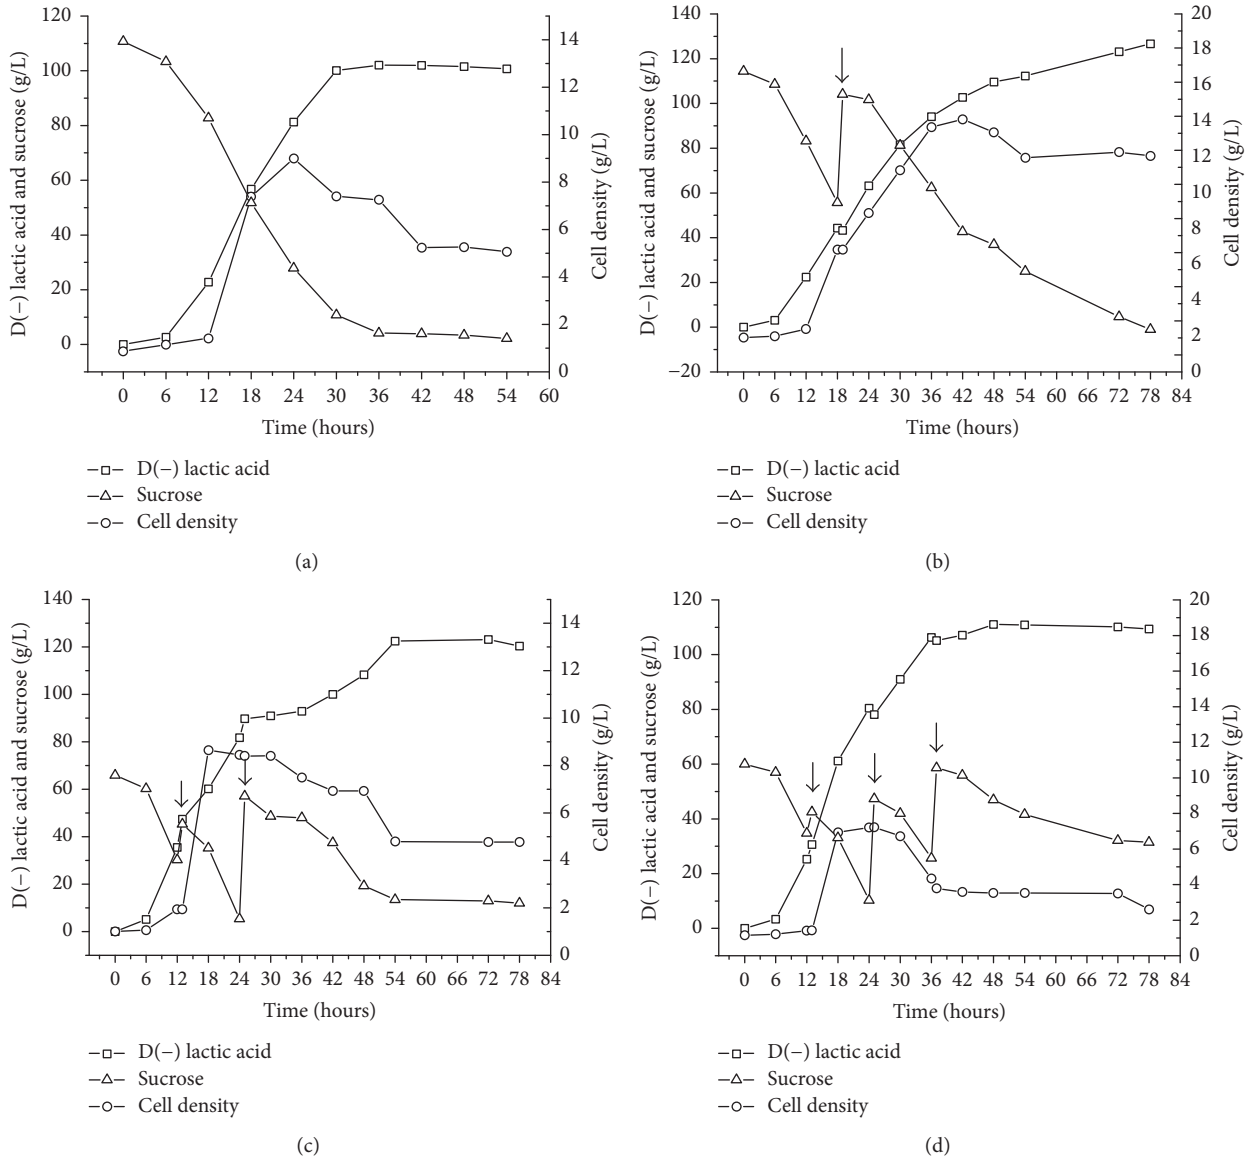 D(−) lactic acid and sucrose (g/L)
120
100
80
60
40
20
0
14
12
10
8
6
4
2
0
Cell density (g/L)
0 6 12 18 24 30 36 42 48 54 60
Time (hours)
D(−) lactic acid
Sucrose
Cell density
(a)
D(−) lactic acid and sucrose (g/L)
140
120
100
80
60
40
20
0
−20
20
18
16
14
12
10
8
6
4
2
0
Cell density (g/L)
0 6 12 18 24 30 36 42 48 54 60 66 72 78 84
Time (hours)
D(−) lactic acid
Sucrose
Cell density
(b)
D(−) lactic acid and sucrose (g/L)
140
120
100
80
60
40
20
0
14
12
10
8
6
4
2
0
Cell density (g/L)
0 6 12 18 24 30 36 42 48 54 60 66 72 78 84
Time (hours)
D(−) lactic acid
Sucrose
Cell density
(c)
D(−) lactic acid and sucrose (g/L)
120
100
80
60
40
20
0
20
18
16
14
12
10
8
6
4
2
0
Cell density (g/L)
0 6 12 18 24 30 36 42 48 54 60 66 72 78 84
Time (hours)
D(−) lactic acid
Sucrose
Cell density
(d)